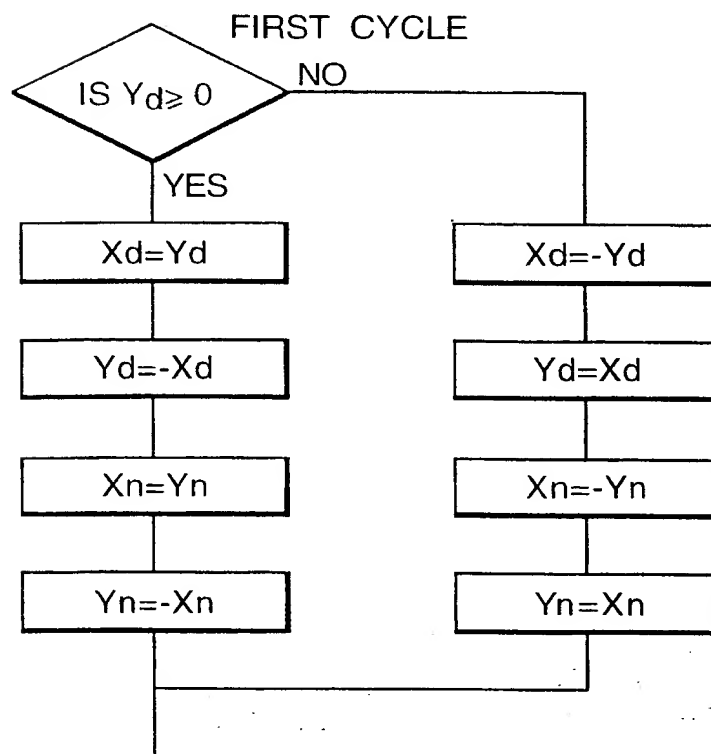 FIRST CYCLE
IS Yd≥ 0
NO
YES
Xd=Yd
Xd=-Yd
Yd=-Xd
Yd=Xd
Xn=Yn
Xn=-Yn
Yn=-Xn
Yn=Xn